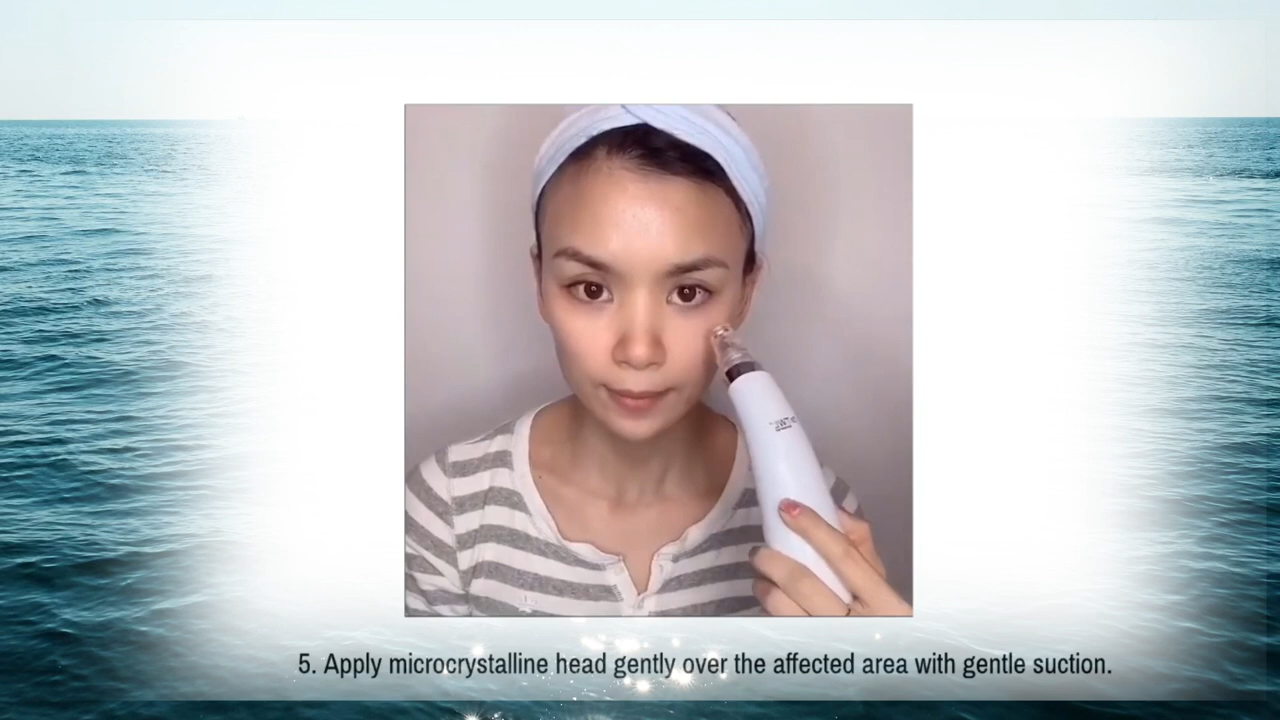 5. Apply microcrystalline head gently over the affected area with gentle suction.